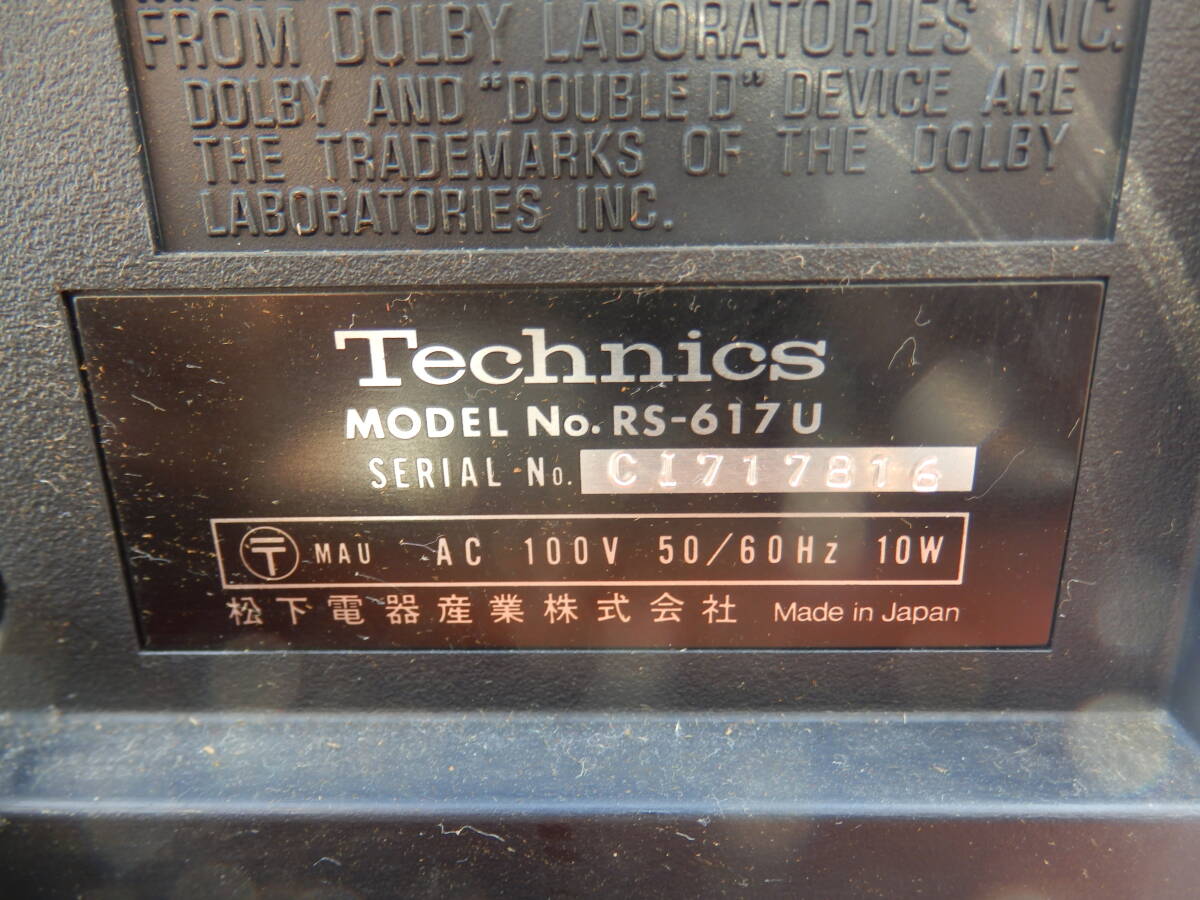 FROM DOLBY LABORATORIES INC.
DOLBY AND "DOUBLE D" DEVICE ARE
THE TRADEMARKS OF THE DOLBY
LABORATORIES INC.
Technics
MODEL No. RS-617U
SERIAL No. CI717816
〒 MAU AC 100V 50/60Hz 10W
松下電器産業株式会社 Made in Japan